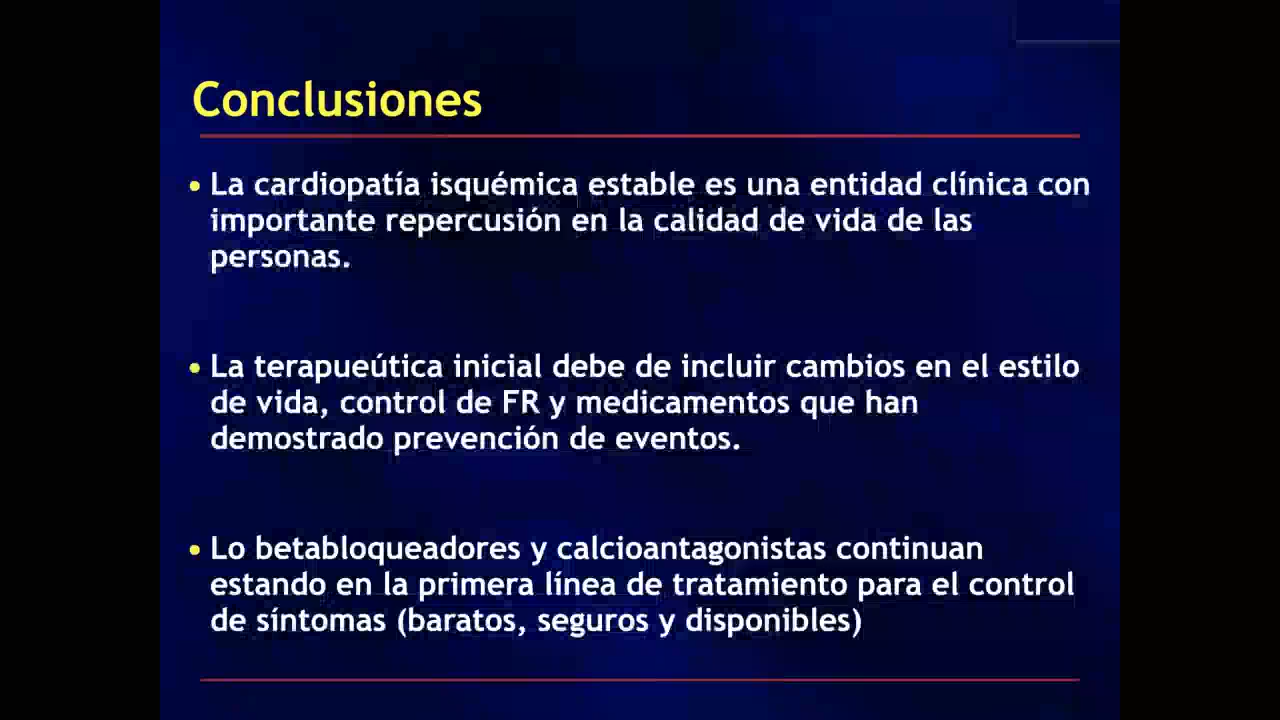 Conclusiones
• La cardiopatía isquémica estable es una entidad clínica con
importante repercusión en la calidad de vida de las
personas.
• La terapueútica inicial debe de incluir cambios en el estilo
de vida, control de FR y medicamentos que han
demostrado prevención de eventos.
• Lo betabloqueadores y calcioantagonistas continuan
estando en la primera línea de tratamiento para el control
de síntomas (baratos, seguros y disponibles)